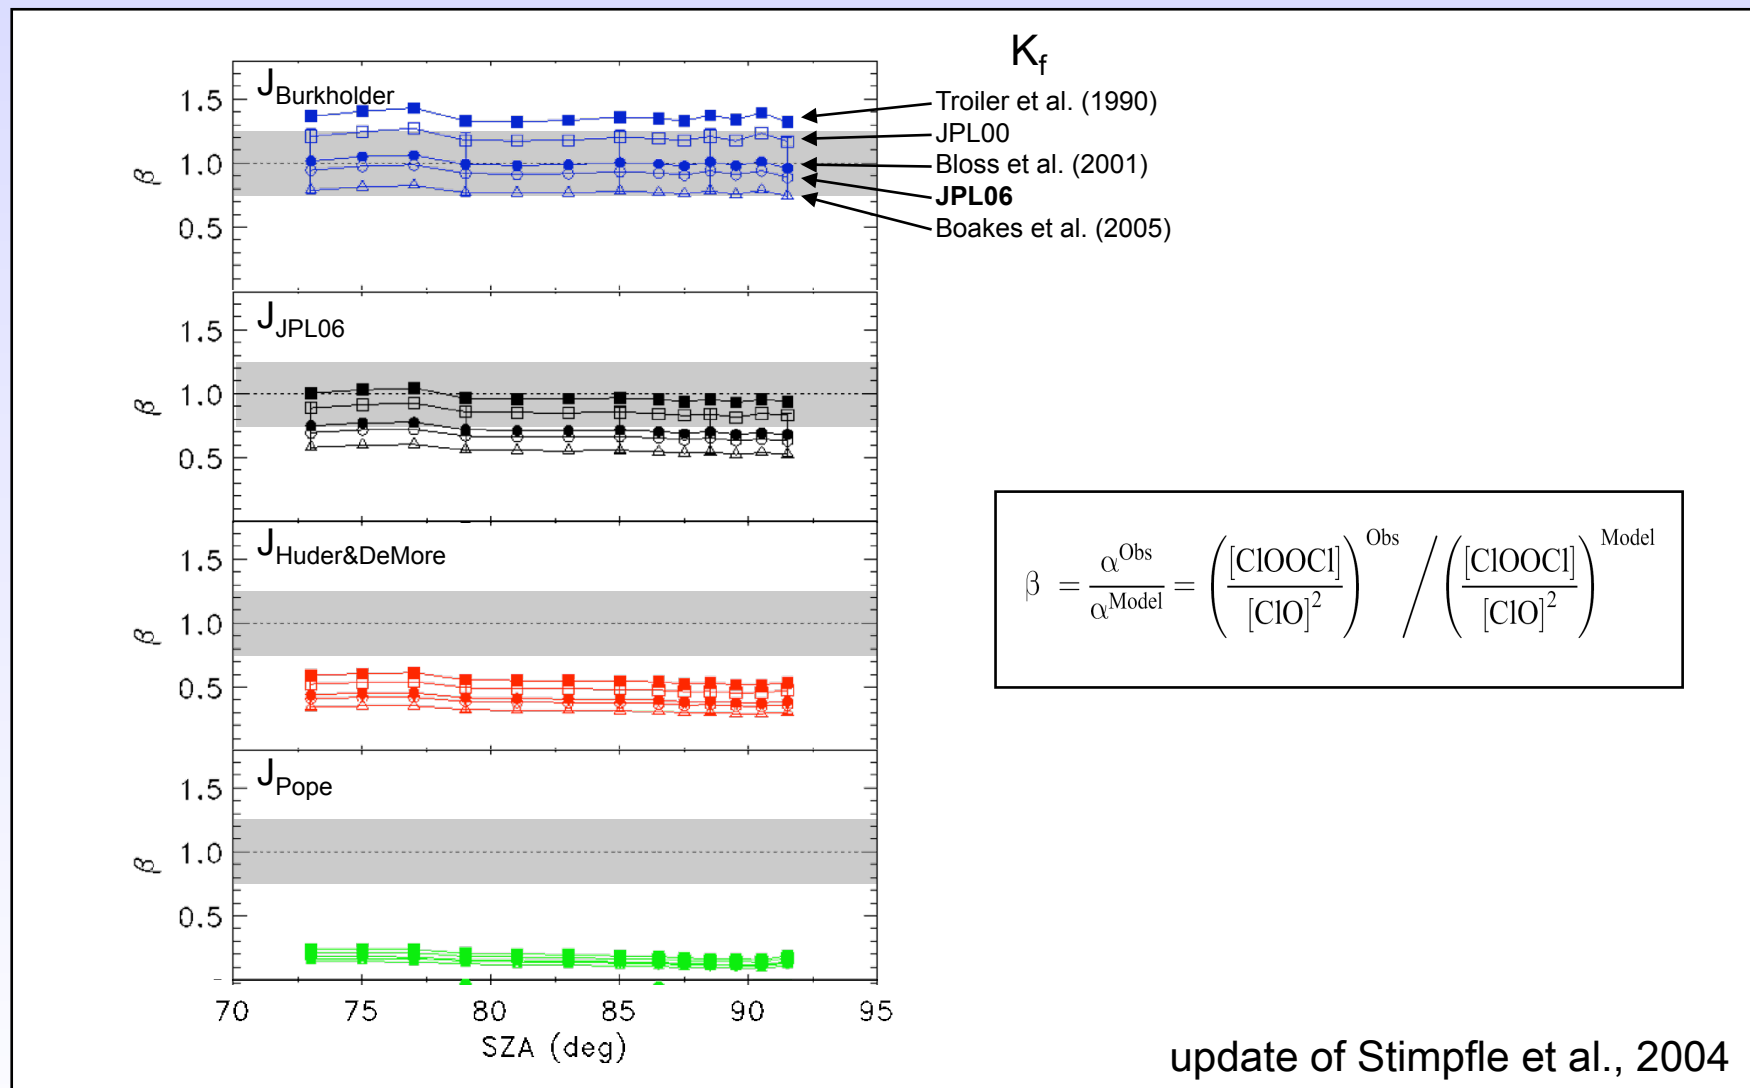 K_f
J_Burkholder
Troiler et al. (1990)
JPL00
Bloss et al. (2001)
JPL06
Boakes et al. (2005)
1.5
1.0
0.5
β
J_JPL06
1.5
1.0
0.5
β
J_Huder&DeMore
1.5
1.0
0.5
β
J_Pope
1.5
1.0
0.5
β
70 75 80 85 90 95
SZA (deg)
β = α^Obs / α^Model = ([ClOOCl] / [ClO]^2)^Obs / ([ClOOCl] / [ClO]^2)^Model
update of Stimpfle et al., 2004